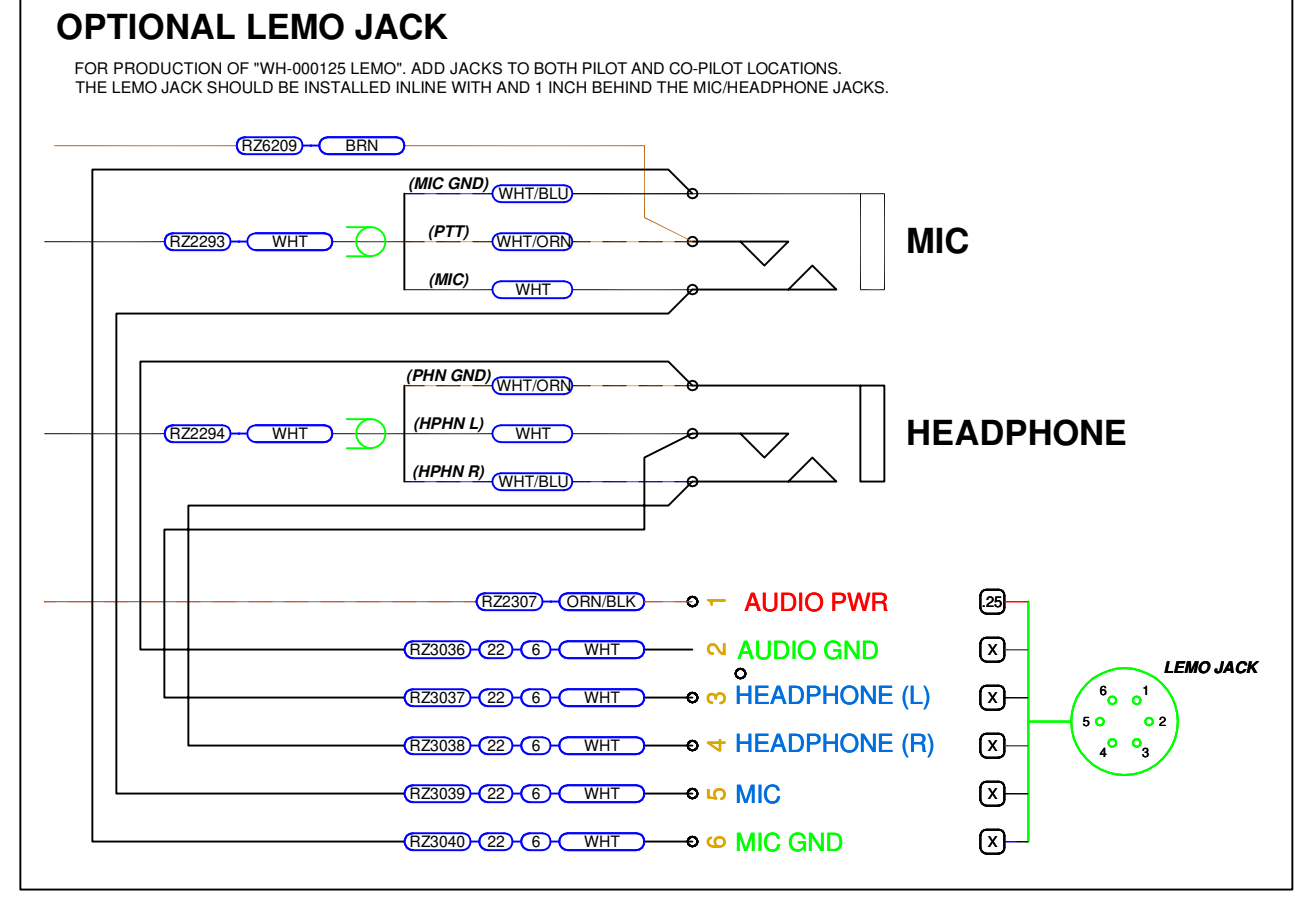 OPTIONAL LEMO JACK
FOR PRODUCTION OF "WH-000125 LEMO". ADD JACKS TO BOTH PILOT AND CO-PILOT LOCATIONS.
THE LEMO JACK SHOULD BE INSTALLED INLINE WITH AND 1 INCH BEHIND THE MIC/HEADPHONE JACKS.
RZ6209 BRN
(MIC GND) WHT/BLU
RZ2293 WHT (PTT) WHT/ORN MIC
(MIC) WHT
(PHN GND) WHT/ORN
RZ2294 WHT (HPHN L) WHT HEADPHONE
(HPHN R) WHT/BLU
RZ2307 ORN/BLK 1 AUDIO PWR .25
RZ3036 22 6 WHT 2 AUDIO GND X
LEMO JACK
RZ3037 22 6 WHT 3 HEADPHONE (L) X
6 1
5 2
4 3
RZ3038 22 6 WHT 4 HEADPHONE (R) X
RZ3039 22 6 WHT 5 MIC X
RZ3040 22 6 WHT 6 MIC GND X